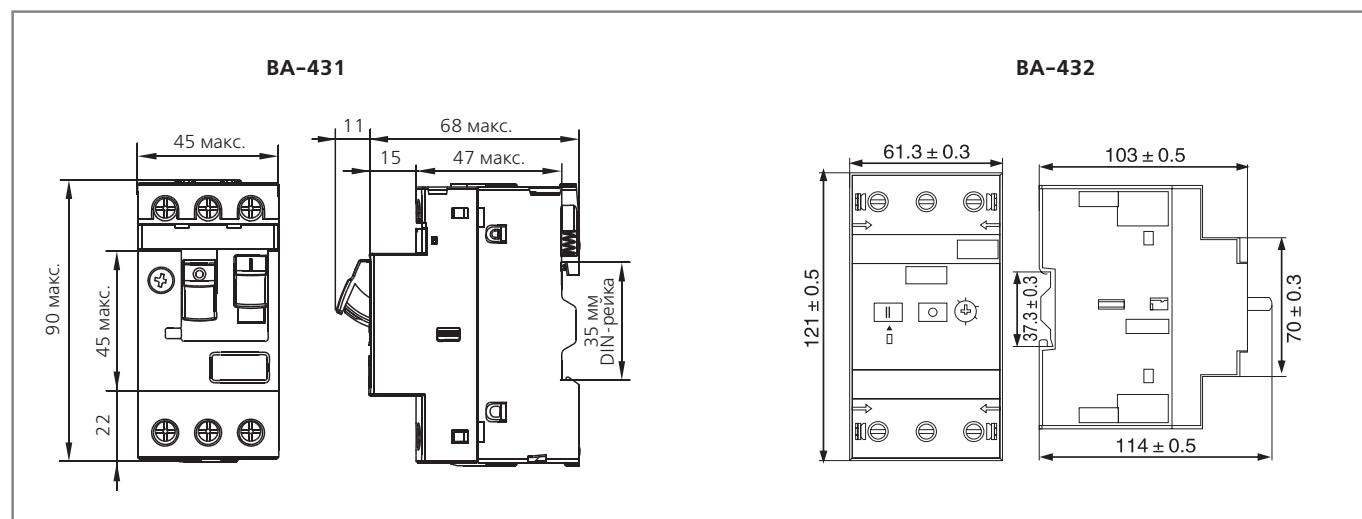 ВА-431
ВА-432
45 макс.
11
68 макс.
15
47 макс.
90 макс.
45 макс.
22
35 мм
DIN-рейка
61.3 ± 0.3
121 ± 0.5
103 ± 0.5
37.3 ± 0.3
70 ± 0.3
114 ± 0.5